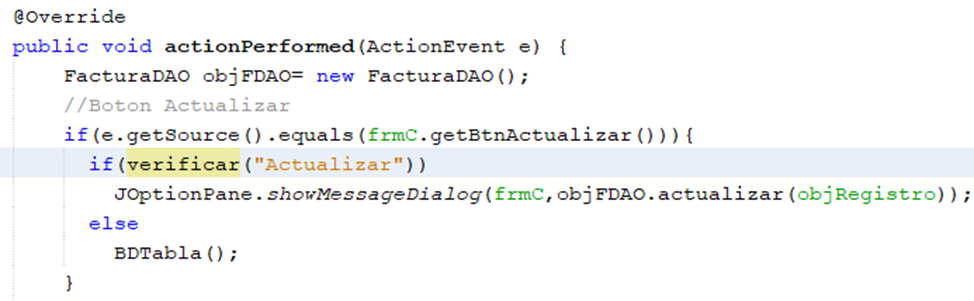 @Override
public void actionPerformed(ActionEvent e) {
FacturaDAO objFDAO= new FacturaDAO();
//Boton Actualizar
if(e.getSource().equals(frmC.getBtnActualizar())){
if(verificar("Actualizar"))
JOptionPane.showMessageDialog(frmC,objFDAO.actualizar(objRegistro));
else
BDTabla();
}